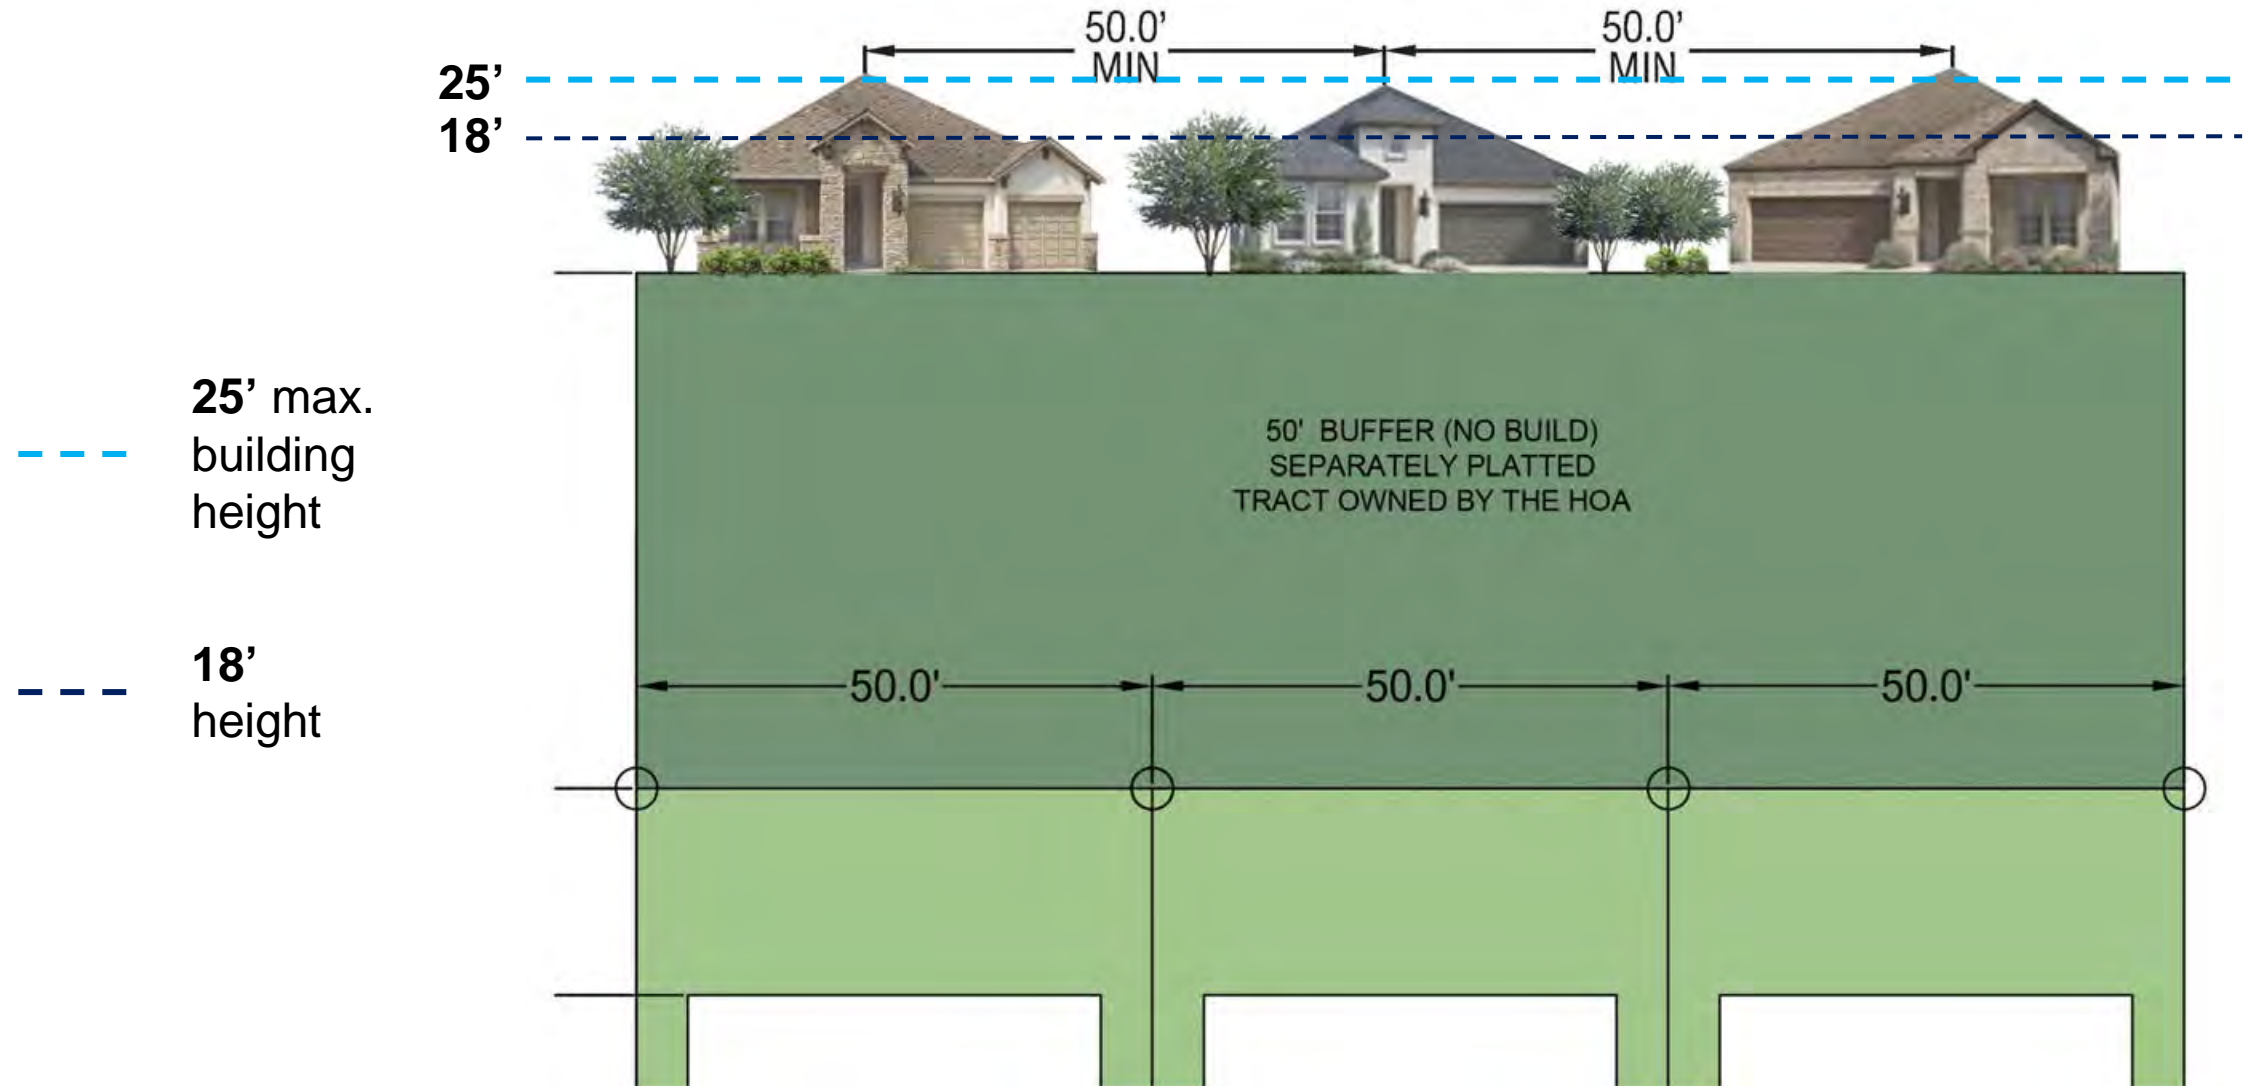 50.0’
MIN
50.0’
MIN
25’
18’
25’ max.
building
height
50' BUFFER (NO BUILD)
SEPARATELY PLATTED
TRACT OWNED BY THE HOA
18’
height
50.0'
50.0'
50.0'